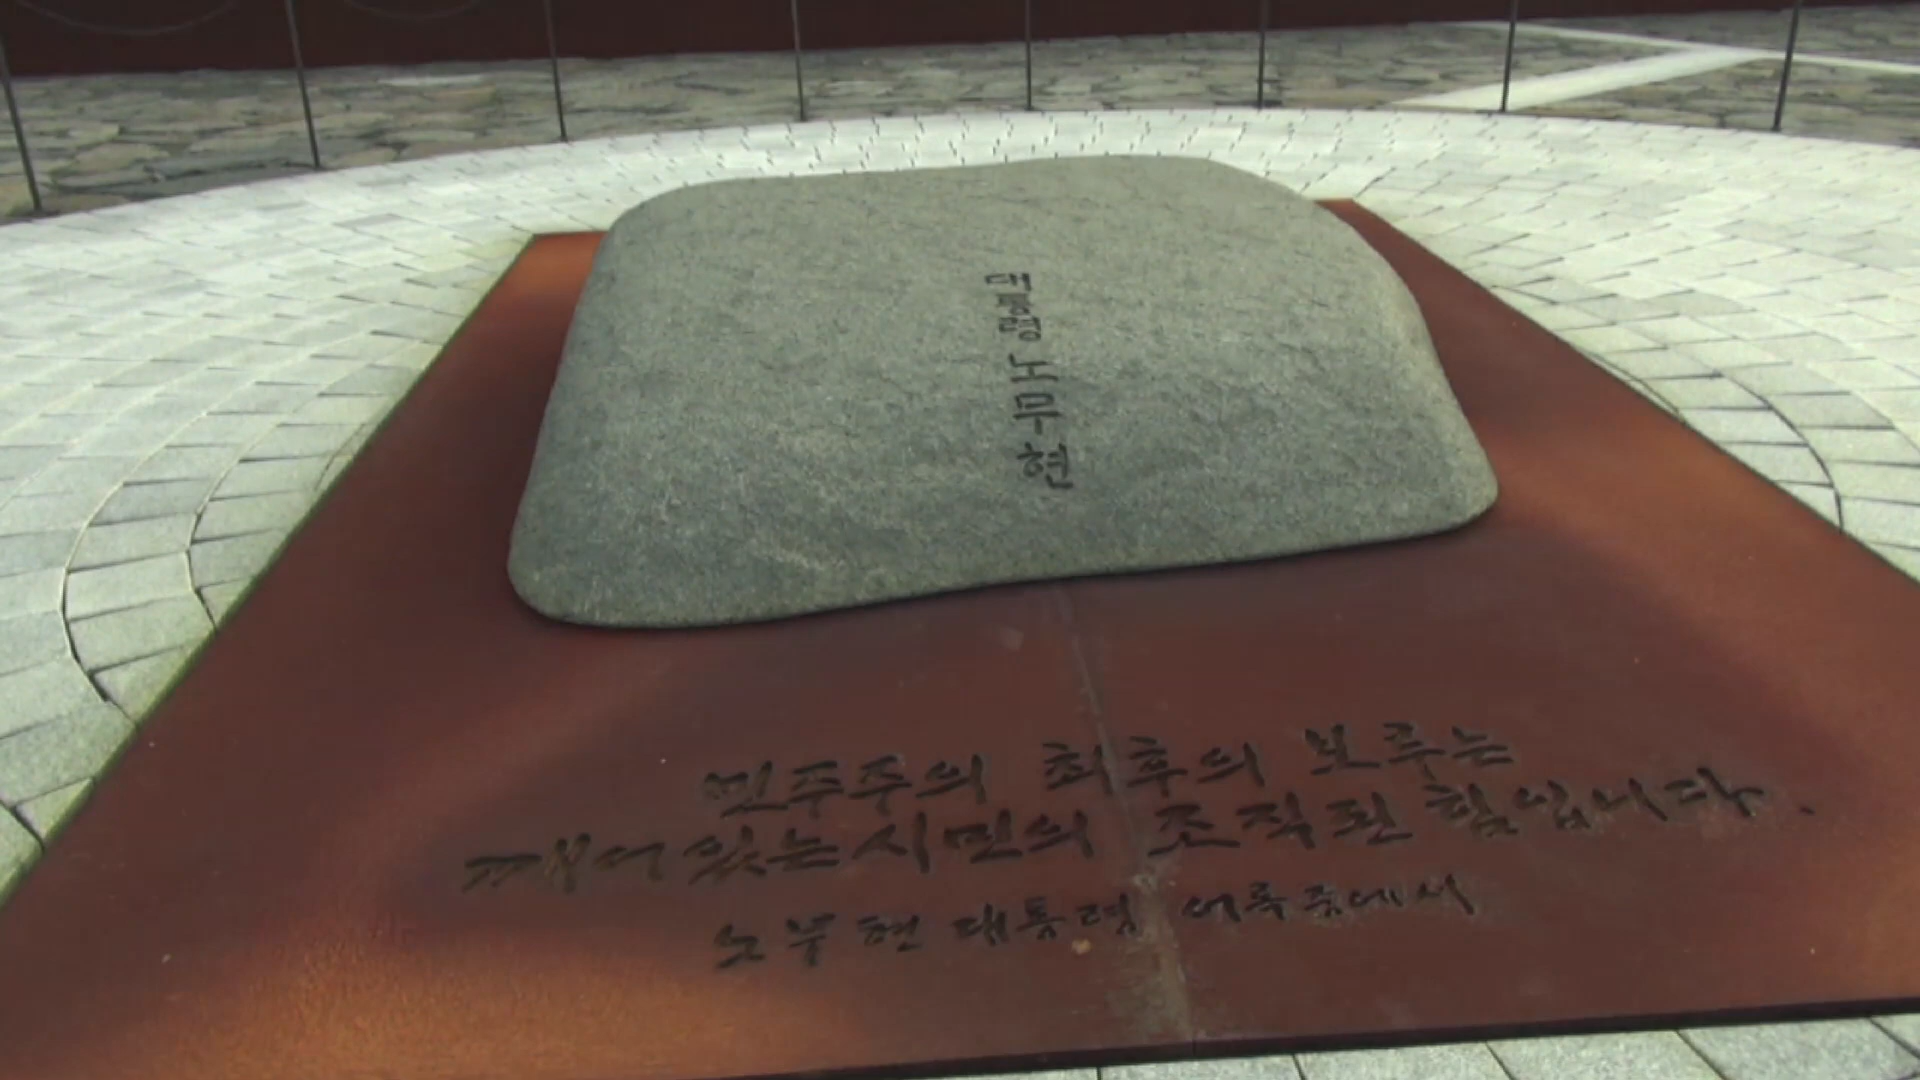 대통령 노무현
민주주의 최후의 보루는
깨어있는 시민의 조직된 힘입니다.
노무현 대통령 어록중에서